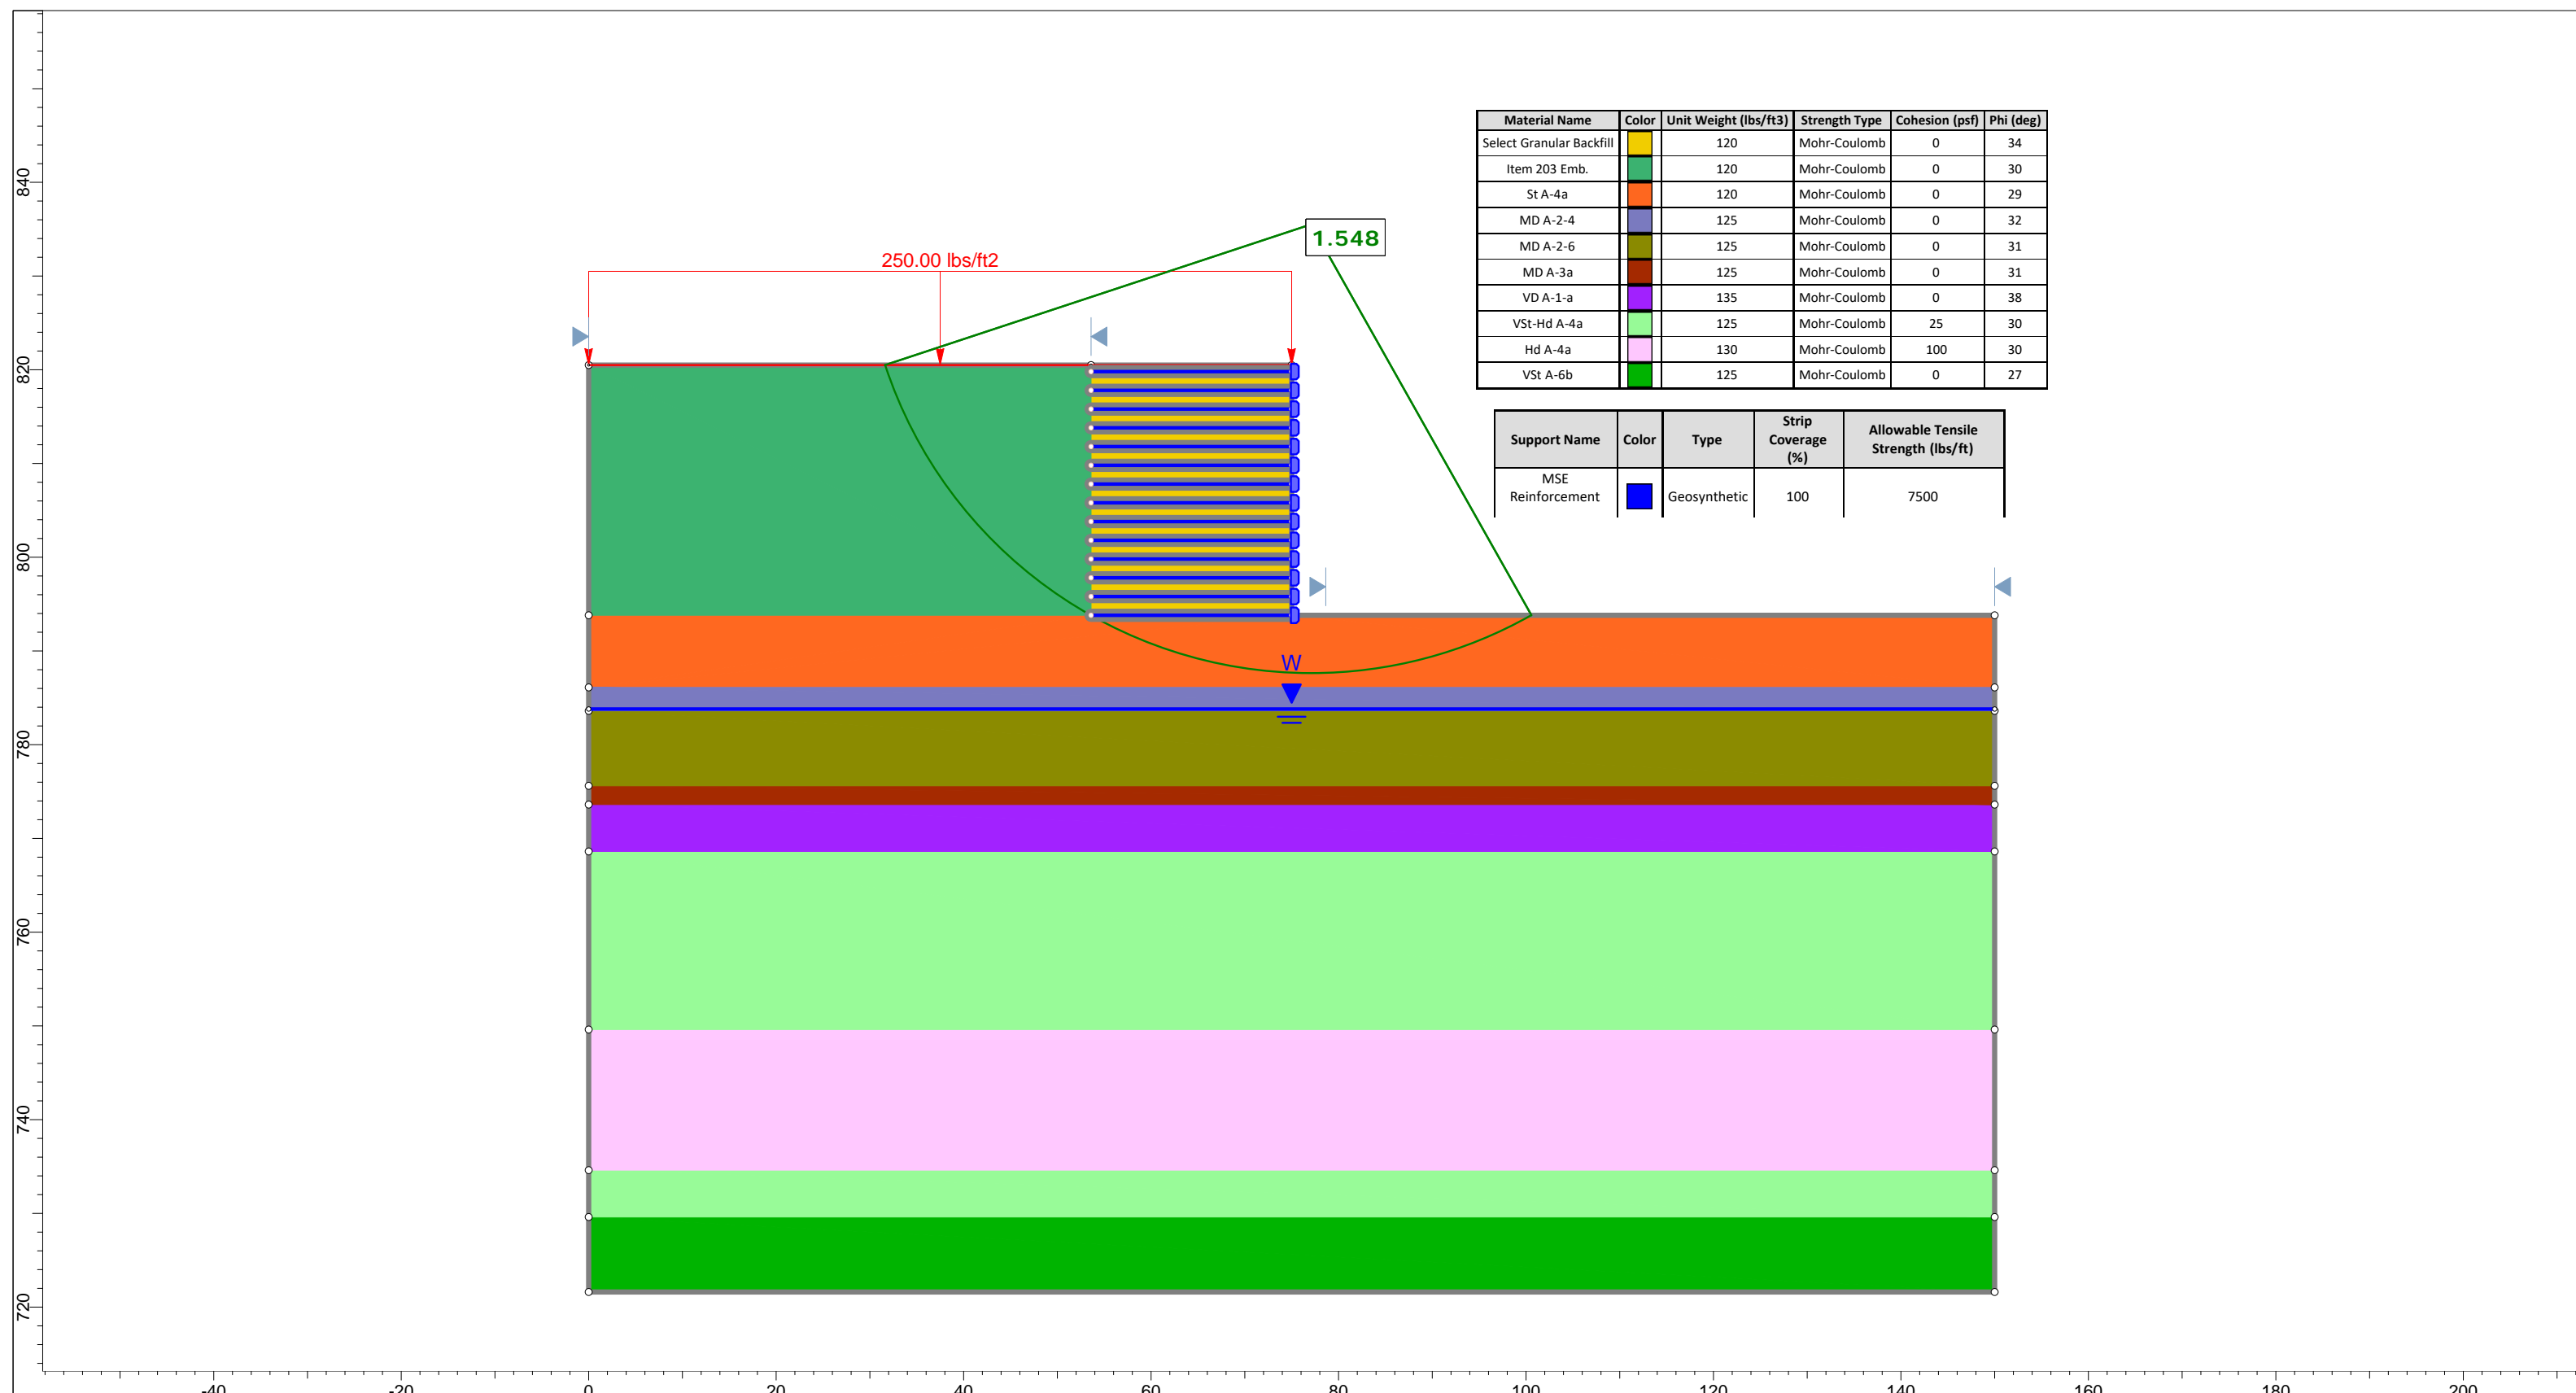 Material Name Color Unit Weight (lbs/ft3) Strength Type Cohesion (psf) Phi (deg)
Select Granular Backfill 120 Mohr-Coulomb 0 34
Item 203 Emb. 120 Mohr-Coulomb 0 30
St A-4a 120 Mohr-Coulomb 0 29
MD A-2-4 125 Mohr-Coulomb 0 32
MD A-2-6 125 Mohr-Coulomb 0 31
MD A-3a 125 Mohr-Coulomb 0 31
VD A-1-a 135 Mohr-Coulomb 0 38
VSt-Hd A-4a 125 Mohr-Coulomb 25 30
Hd A-4a 130 Mohr-Coulomb 100 30
VSt A-6b 125 Mohr-Coulomb 0 27
1.548
250.00 lbs/ft2
Support Name Color Type Strip Coverage (%) Allowable Tensile Strength (lbs/ft)
MSE Reinforcement Geosynthetic 100 7500
W
840
820
800
780
760
740
720
-40 -20 0 20 40 60 80 100 120 140 160 180 200